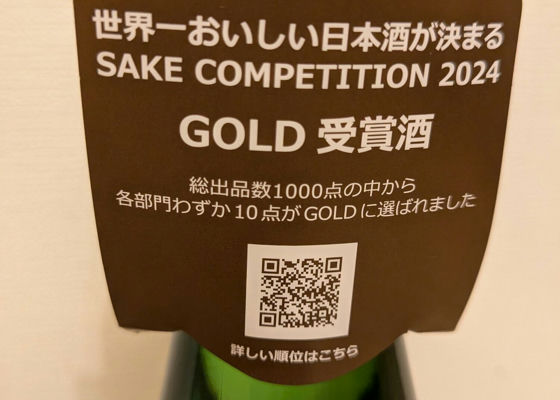 世界一おいしい日本酒が決まる
SAKE COMPETITION 2024
GOLD 受賞酒
総出品数1000点の中から
各部門わずか10点がGOLDに選ばれました
詳しい順位はこちら